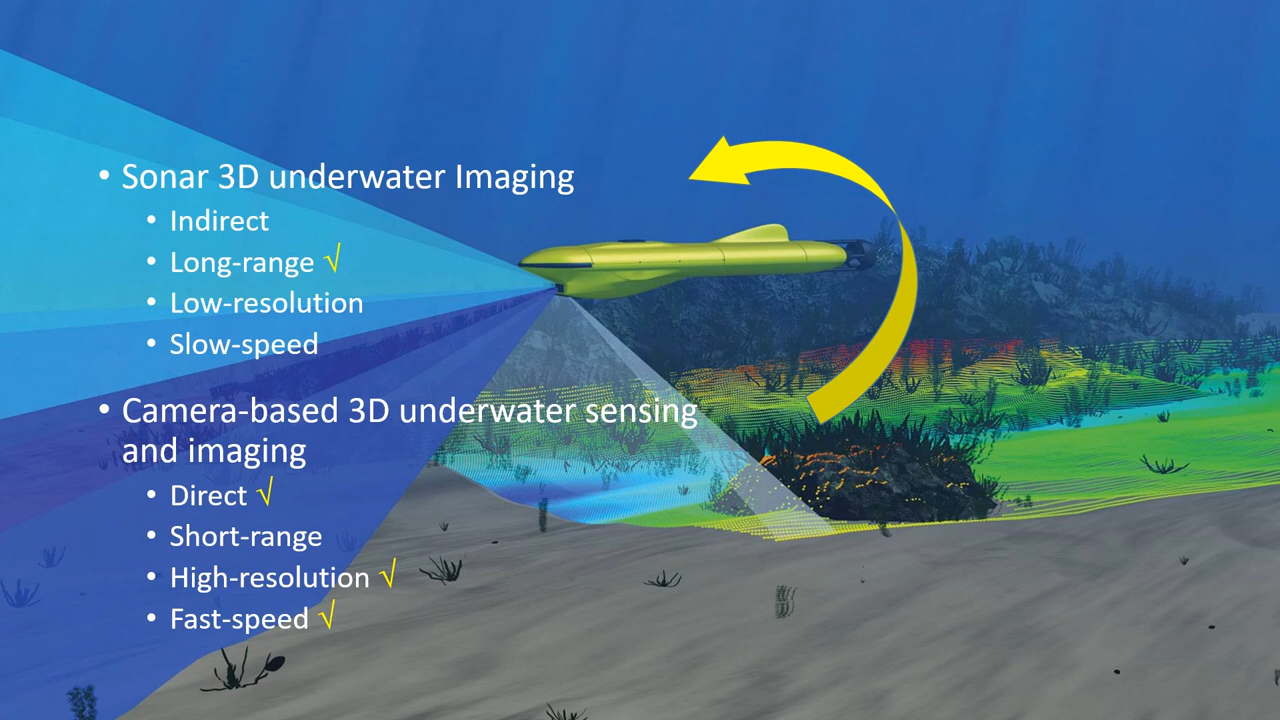 • Sonar 3D underwater Imaging
• Indirect
• Long-range √
• Low-resolution
• Slow-speed
• Camera-based 3D underwater sensing
and imaging
• Direct √
• Short-range
• High-resolution √
• Fast-speed √